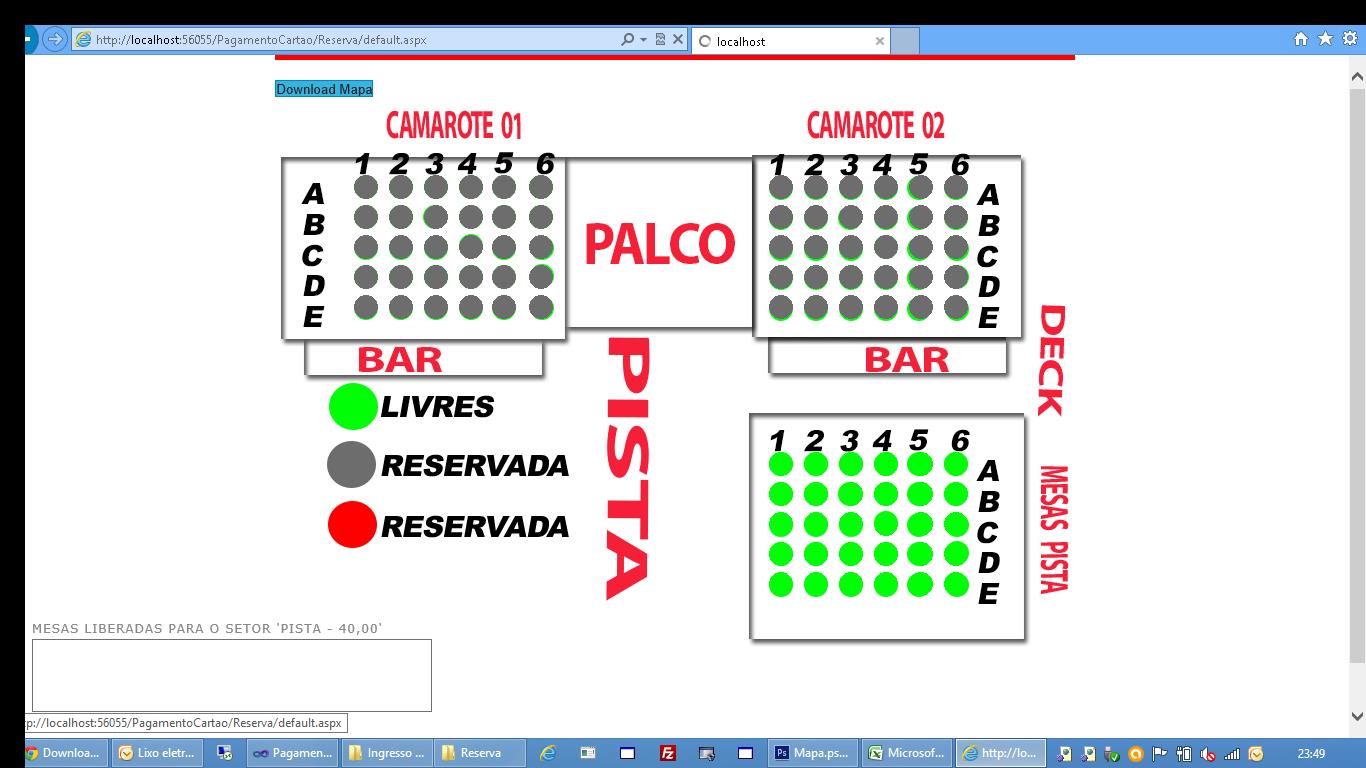 http://localhost:56055/PagamentoCartao/Reserva/default.aspx
localhost
Download Mapa
CAMAROTE 01
CAMAROTE 02
1 2 3 4 5 6
A
B
C
D
E
PALCO
1 2 3 4 5 6
A
B
C
D
E
BAR
BAR
DECK
LIVRES
RESERVADA
RESERVADA
PISTA
1 2 3 4 5 6
A
B
C
D
E
MESAS PISTA
MESAS LIBERADAS PARA O SETOR 'PISTA - 40,00'
p://localhost:56055/PagamentoCartao/Reserva/default.aspx
Downloa...
Lixo eletr...
Pagamen...
Ingresso ...
Reserva
Fz
Ps
Mapa.ps...
Microsof...
http://lo...
23:49